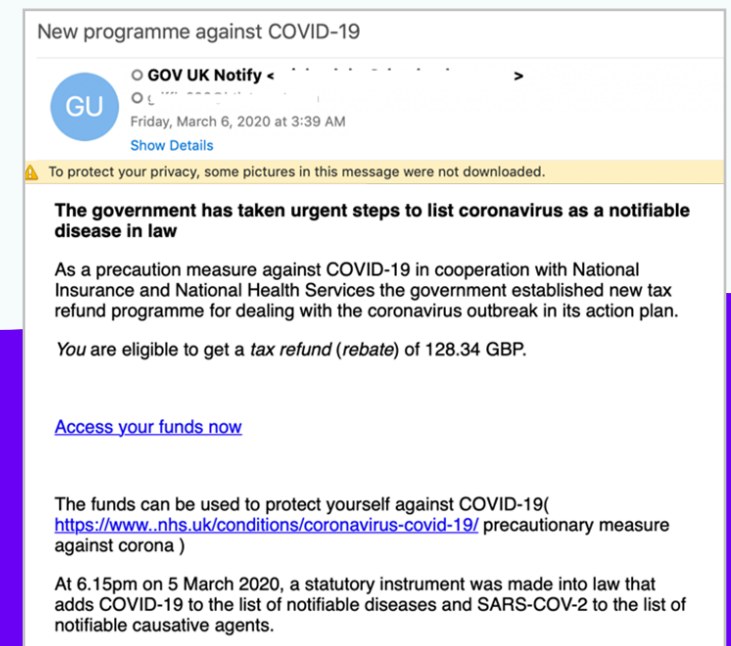 New programme against COVID-19
GOV UK Notify < >
GU
Friday, March 6, 2020 at 3:39 AM
Show Details
To protect your privacy, some pictures in this message were not downloaded.
The government has taken urgent steps to list coronavirus as a notifiable
disease in law
As a precaution measure against COVID-19 in cooperation with National
Insurance and National Health Services the government established new tax
refund programme for dealing with the coronavirus outbreak in its action plan.
You are eligible to get a tax refund (rebate) of 128.34 GBP.
Access your funds now
The funds can be used to protect yourself against COVID-19(
https://www..nhs.uk/conditions/coronavirus-covid-19/ precautionary measure
against corona )
At 6.15pm on 5 March 2020, a statutory instrument was made into law that
adds COVID-19 to the list of notifiable diseases and SARS-COV-2 to the list of
notifiable causative agents.